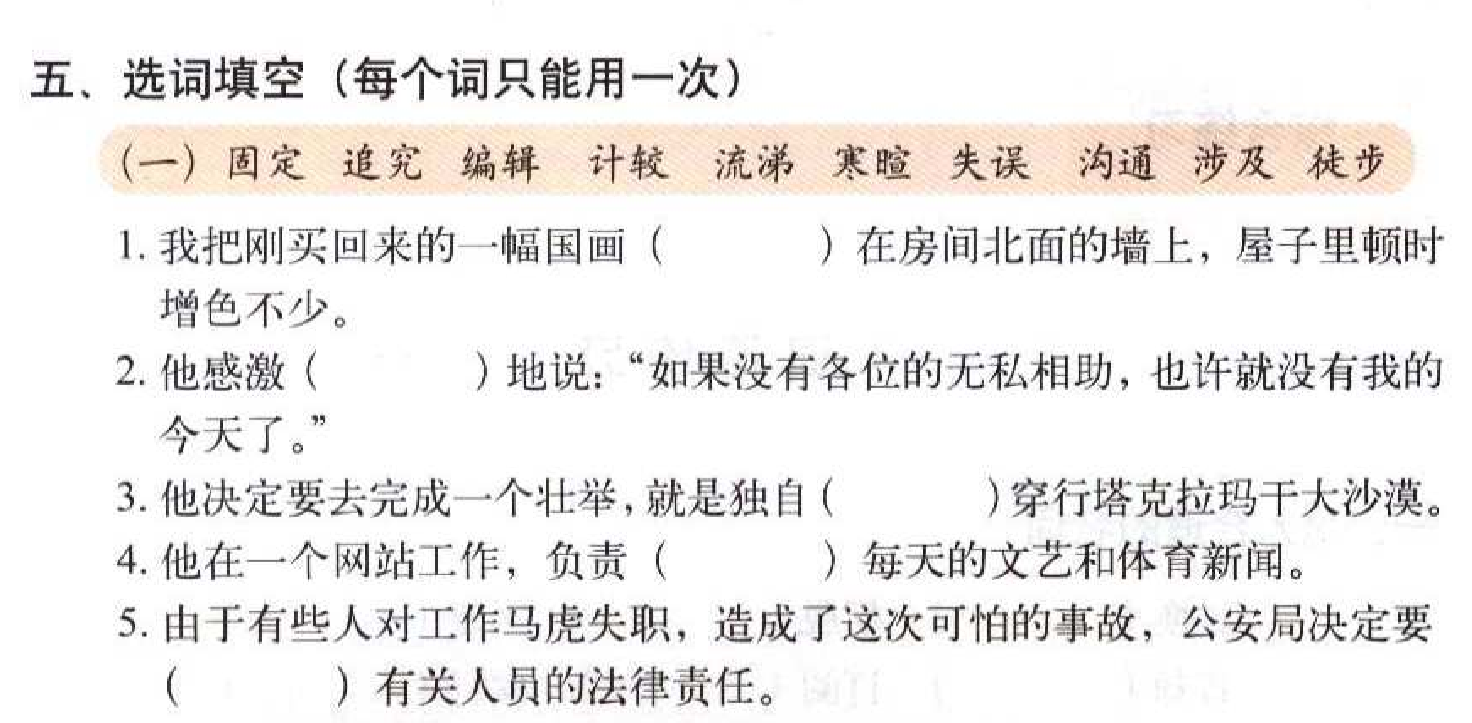 五、选词填空（每个词只能用一次）
（一）固定 追究 编辑 计较 流涕 寒暄 失误 沟通 涉及 徒步
1. 我把刚买回来的一幅国画（ ）在房间北面的墙上，屋子里顿时
增色不少。
2. 他感激（ ）地说：“如果没有各位的无私相助，也许就没有我的
今天了。”
3. 他决定要去完成一个壮举，就是独自（ ）穿行塔克拉玛干大沙漠。
4. 他在一个网站工作，负责（ ）每天的文艺和体育新闻。
5. 由于有些人对工作马虎失职，造成了这次可怕的事故，公安局决定要
（ ）有关人员的法律责任。